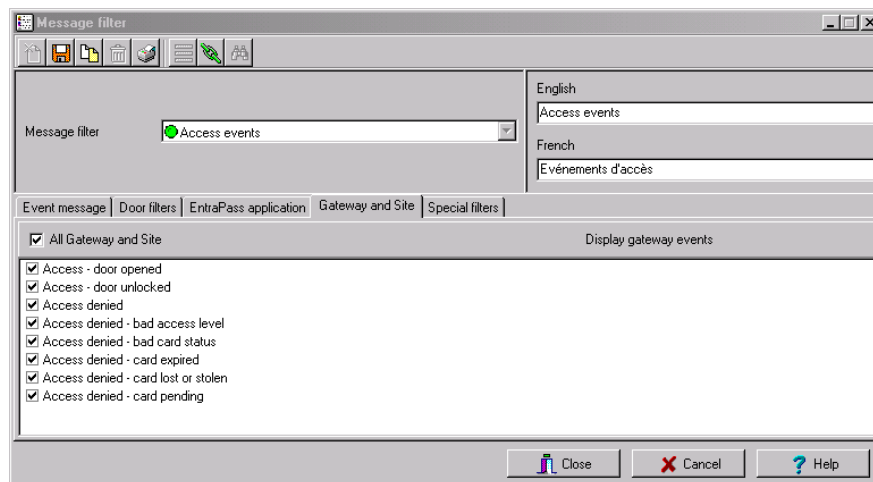 Message filter
English
Access events
Message filter
Access events
French
Evénements d'accès
Event message
Door filters
EntraPass application
Gateway and Site
Special filters
All Gateway and Site
Display gateway events
Access - door opened
Access - door unlocked
Access denied
Access denied - bad access level
Access denied - bad card status
Access denied - card expired
Access denied - card lost or stolen
Access denied - card pending
Close
Cancel
Help